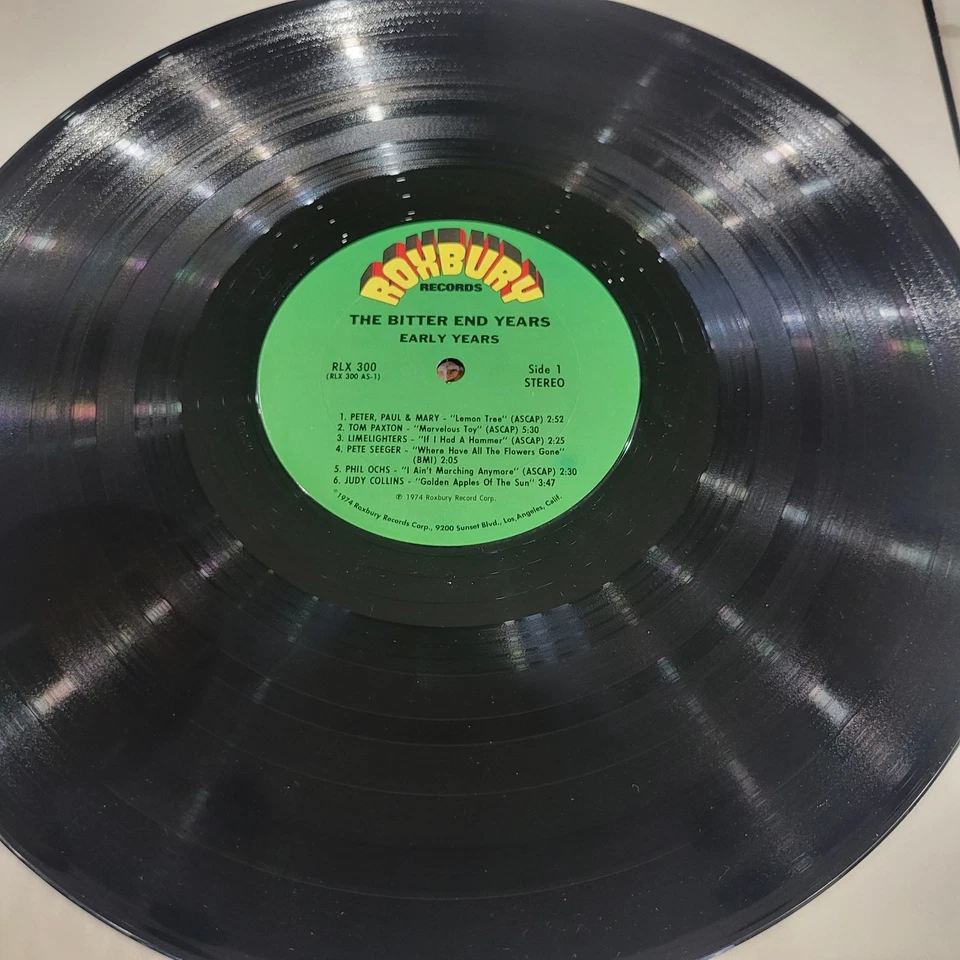 ROXBURY
RECORDS
THE BITTER END YEARS
EARLY YEARS
RLX 300
(RLX 300 AS-1)
Side 1
STEREO
1. PETER, PAUL & MARY - "Lemon Tree" (ASCAP) 2:52
2. TOM PAXTON - "Marvelous Toy" (ASCAP) 5:30
3. LIMELIGHTERS - "If I Had A Hammer" (ASCAP) 2:25
4. PETE SEEGER - "Where Have All The Flowers Gone"
(BMI) 2:05
5. PHIL OCHS - "I Ain't Marching Anymore" (ASCAP) 2:30
6. JUDY COLLINS - "Golden Apples Of The Sun" 3:47
℗ 1974 Roxbury Record Corp.
©1974 Roxbury Records Corp., 9200 Sunset Blvd., Los Angeles, Calif.